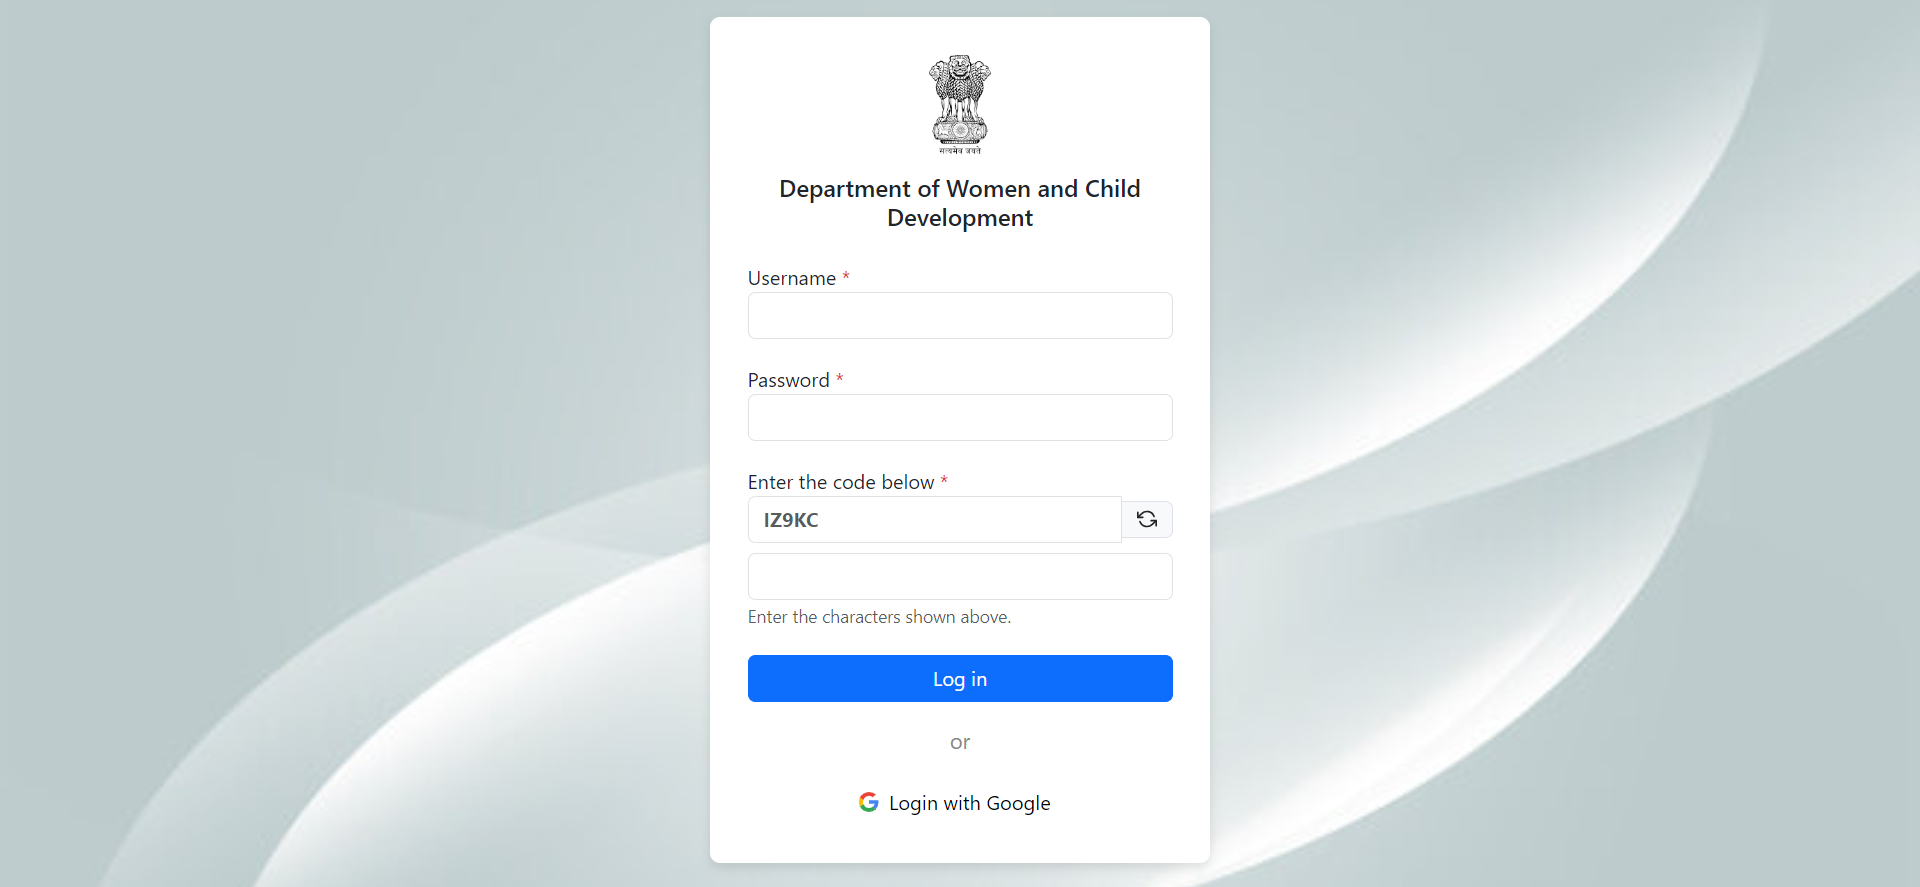 सत्यमेव जयते
Department of Women and Child
Development
Username *
Password *
Enter the code below *
IZ9KC
Enter the characters shown above.
Log in
or
Login with Google